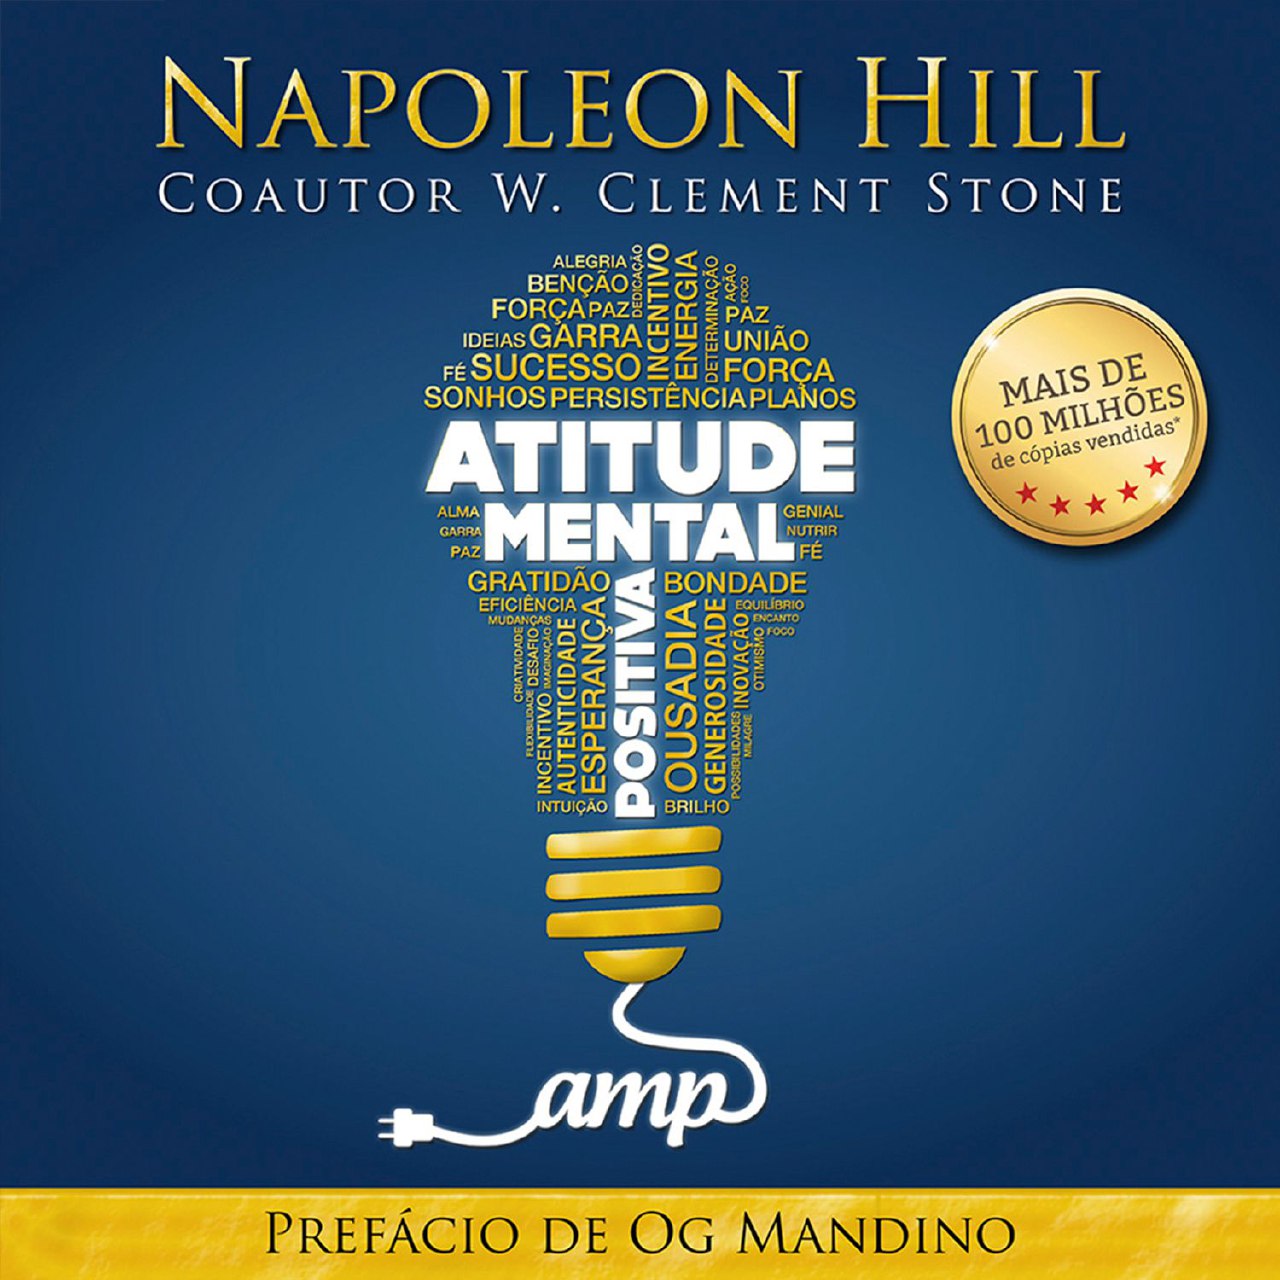 NAPOLEON HILL
COAUTOR W. CLEMENT STONE
ALEGRIA
BENÇÃO
FORÇA PAZ
DEDICAÇÃO
INCENTIVO
ENERGIA
DETERMINAÇÃO
AÇÃO
FOCO
PAZ
IDEIAS GARRA
UNIÃO
FÉ SUCESSO
FORÇA
SONHOS PERSISTÊNCIA PLANOS
MAIS DE
100 MILHÕES
de cópias vendidas*
ATITUDE
ALMA
GARRA
PAZ
MENTAL
GENIAL
NUTRIR
FÉ
GRATIDÃO
BONDADE
EFICIÊNCIA
EQUILÍBRIO
MUDANÇAS
ENCANTO
FOCO
CRIATIVIDADE
DESAFIO
IMAGINAÇÃO
FLEXIBILIDADE
INCENTIVO
AUTENTICIDADE
ESPERANÇA
POSITIVA
OUSADIA
GENEROSIDADE
INOVAÇÃO
OTIMISMO
POSSIBILIDADES
MILAGRE
INTUIÇÃO
BRILHO
amp
PREFÁCIO DE OG MANDINO